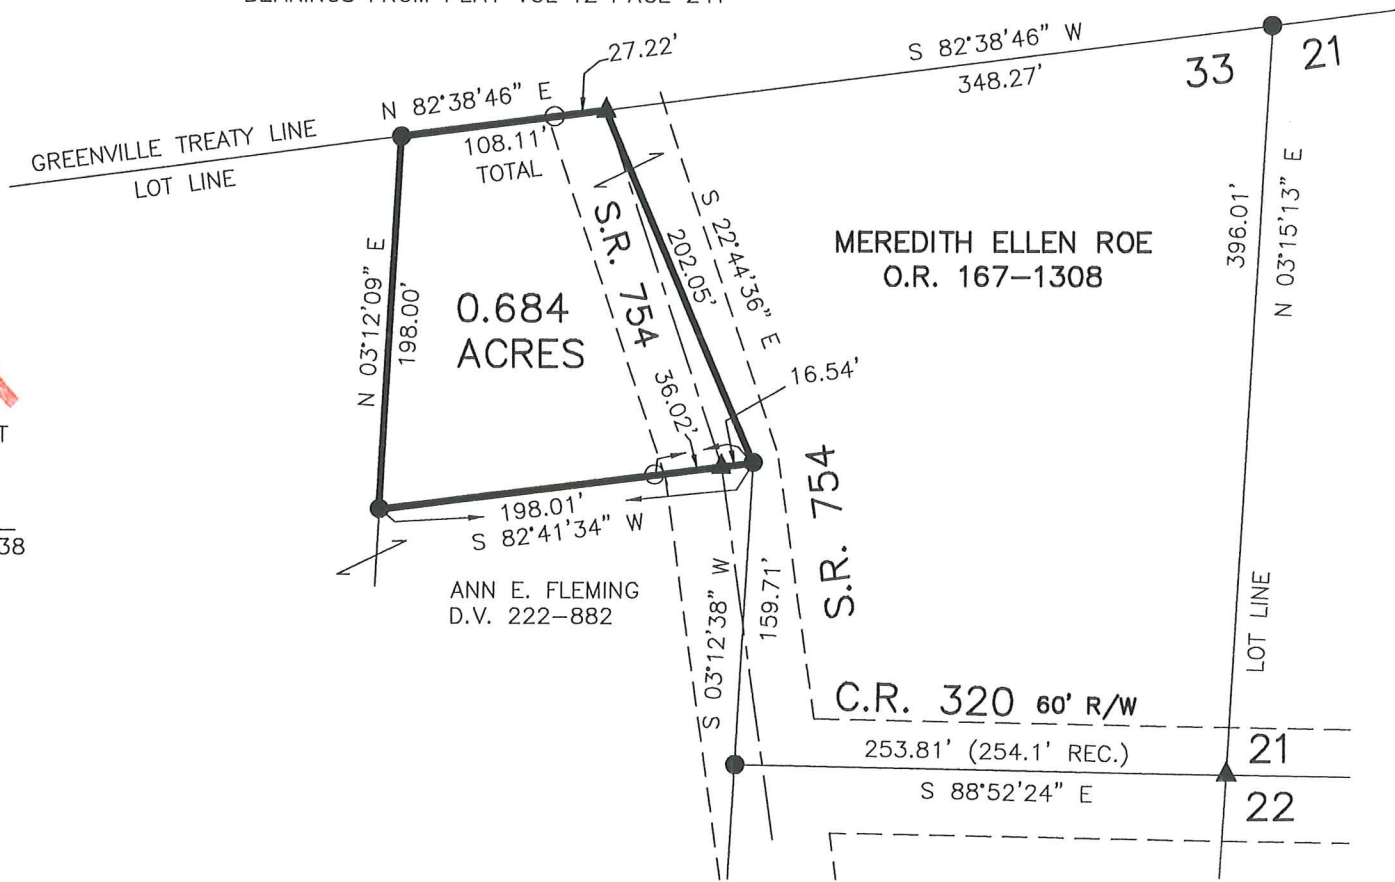 27.22'
S 82°38'46" W
348.27'
33
21
N 82°38'46" E
108.11'
TOTAL
GREENVILLE TREATY LINE
LOT LINE
N 03°12'09" E
198.00'
0.684
ACRES
S.R. 754
202.05'
S 22°44'36" E
36.02'
16.54'
MEREDITH ELLEN ROE
O.R. 167-1308
396.01'
N 03°15'13" E
198.01'
S 82°41'34" W
ANN E. FLEMING
D.V. 222-882
S 03°12'38" W
159.71'
S.R. 754
LOT LINE
C.R. 320 60' R/W
253.81' (254.1' REC.)
S 88°52'24" E
21
22
T
38